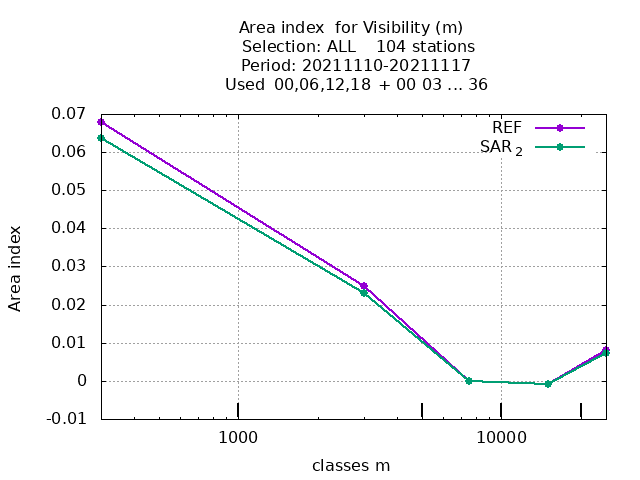 Area index  for Visibility (m)
Selection: ALL    104 stations
Period: 20211110-20211117
Used  00,06,12,18  + 00 03 ... 36
0.07
0.06
0.05
0.04
0.03
0.02
0.01
0
-0.01
REF
SAR 2
Area index
1000
10000
classes m